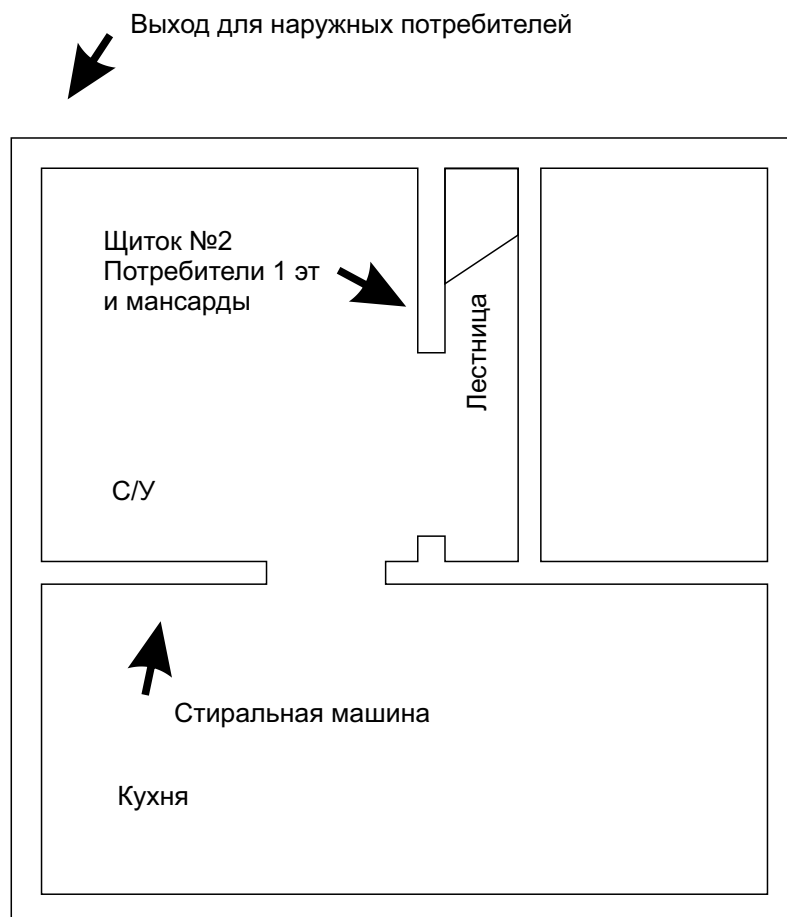 Выход для наружных потребителей
Щиток №2
Потребители 1 эт
и мансарды
Лестница
С/У
Стиральная машина
Кухня